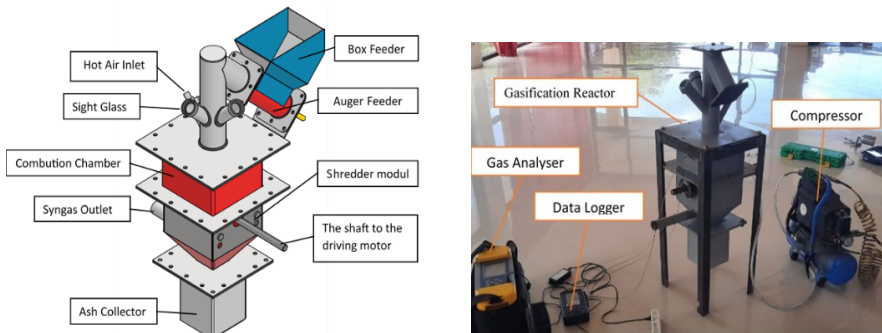 Hot Air Inlet
Box Feeder
Sight Glass
Auger Feeder
Combution Chamber
Shredder modul
Syngas Outlet
The shaft to the
driving motor
Ash Collector
Gasification Reactor
Compressor
Gas Analyser
Data Logger